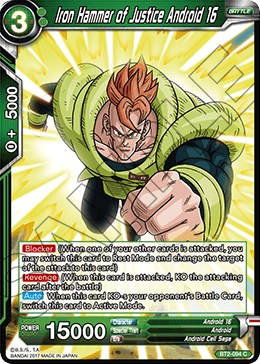 3
Iron Hammer of Justice Android 16
BATTLE
0 + 5000
Blocker (When one of your other cards is attacked, you
may switch this card to Rest Mode and change the target
of the attack to this card)
Revenge (When this card is attacked, KO the attacking
card after the battle)
Auto When this card KO-s your opponent's Battle Card,
switch this card to Active Mode.
POWER 15000
Character Android 16
Special Trait Android
Era Android Cell Saga
©B.S./S., T.A.
BANDAI 2017 MADE IN JAPAN
BT2-094 C